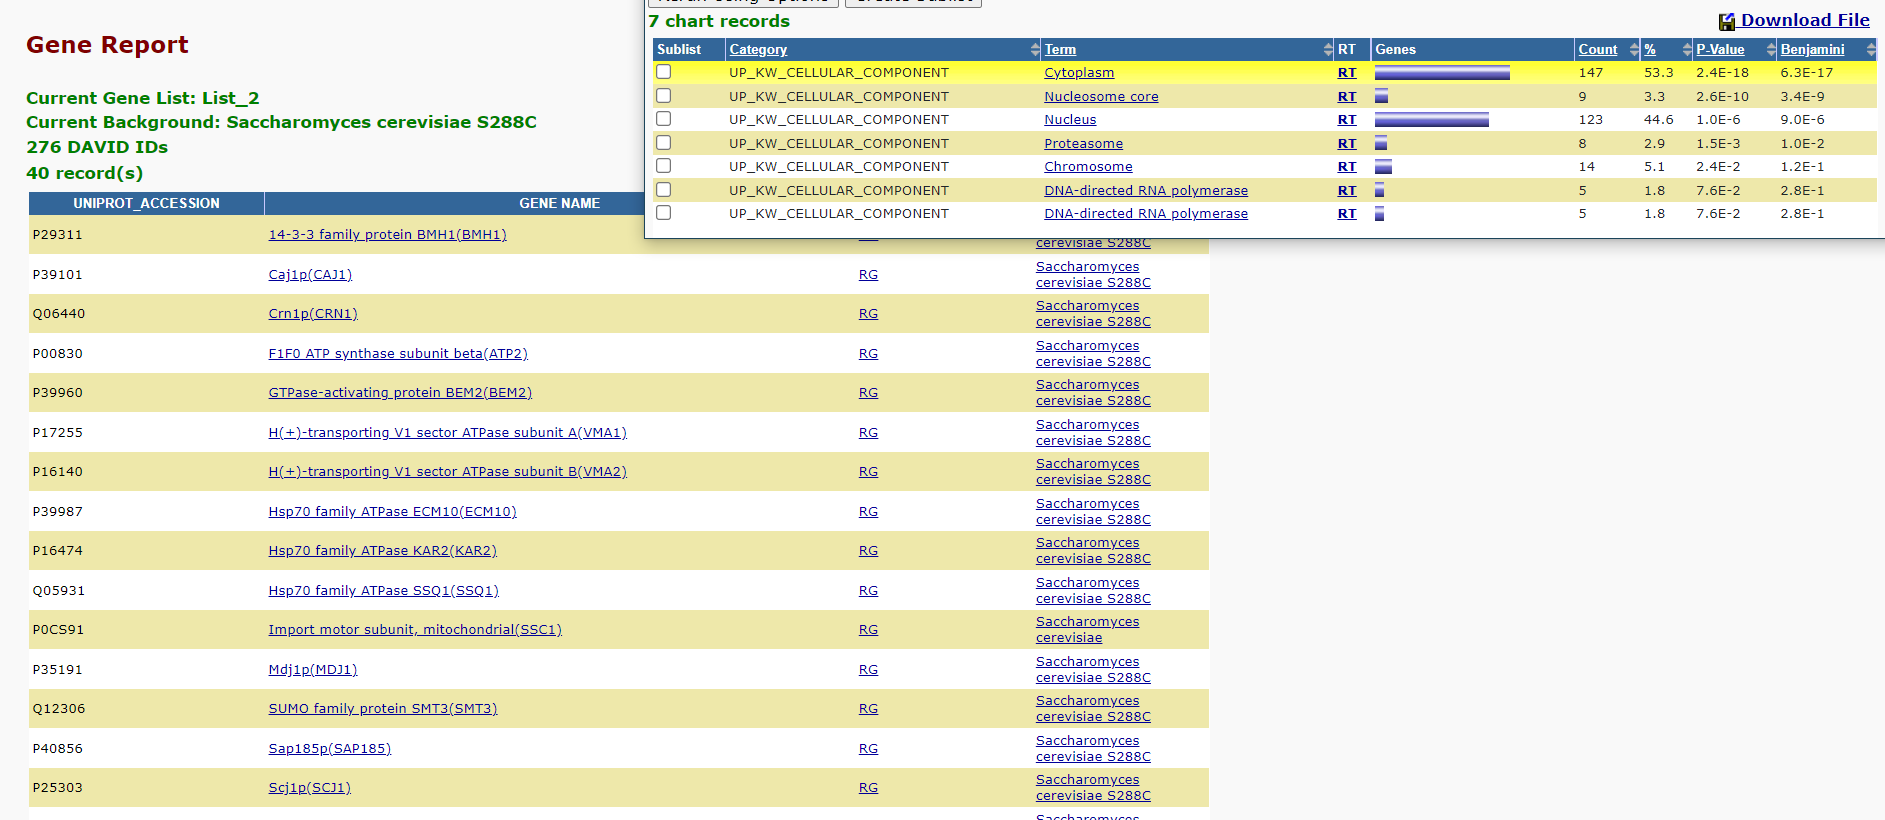 Gene Report
Current Gene List: List_2
Current Background: Saccharomyces cerevisiae S288C
276 DAVID IDs
40 record(s)
UNIPROT_ACCESSION GENE NAME
P29311 14-3-3 family protein BMH1(BMH1) cerevisiae S288C
P39101 Caj1p(CAJ1) RG Saccharomyces
cerevisiae S288C
Q06440 Crn1p(CRN1) RG Saccharomyces
cerevisiae S288C
P00830 F1F0 ATP synthase subunit beta(ATP2) RG Saccharomyces
cerevisiae S288C
P39960 GTPase-activating protein BEM2(BEM2) RG Saccharomyces
cerevisiae S288C
P17255 H(+)-transporting V1 sector ATPase subunit A(VMA1) RG Saccharomyces
cerevisiae S288C
P16140 H(+)-transporting V1 sector ATPase subunit B(VMA2) RG Saccharomyces
cerevisiae S288C
P39987 Hsp70 family ATPase ECM10(ECM10) RG Saccharomyces
cerevisiae S288C
P16474 Hsp70 family ATPase KAR2(KAR2) RG Saccharomyces
cerevisiae S288C
Q05931 Hsp70 family ATPase SSQ1(SSQ1) RG Saccharomyces
cerevisiae S288C
P0CS91 Import motor subunit, mitochondrial(SSC1) RG Saccharomyces
cerevisiae
P35191 Mdj1p(MDJ1) RG Saccharomyces
cerevisiae S288C
Q12306 SUMO family protein SMT3(SMT3) RG Saccharomyces
cerevisiae S288C
P40856 Sap185p(SAP185) RG Saccharomyces
cerevisiae S288C
P25303 Scj1p(SCJ1) RG Saccharomyces
cerevisiae S288C
Saccharomyces
7 chart records
Download File
Sublist Category Term RT Genes Count % P-Value Benjamini
UP_KW_CELLULAR_COMPONENT Cytoplasm RT 147 53.3 2.4E-18 6.3E-17
UP_KW_CELLULAR_COMPONENT Nucleosome core RT 9 3.3 2.6E-10 3.4E-9
UP_KW_CELLULAR_COMPONENT Nucleus RT 123 44.6 1.0E-6 9.0E-6
UP_KW_CELLULAR_COMPONENT Proteasome RT 8 2.9 1.5E-3 1.0E-2
UP_KW_CELLULAR_COMPONENT Chromosome RT 14 5.1 2.4E-2 1.2E-1
UP_KW_CELLULAR_COMPONENT DNA-directed RNA polymerase RT 5 1.8 7.6E-2 2.8E-1
UP_KW_CELLULAR_COMPONENT DNA-directed RNA polymerase RT 5 1.8 7.6E-2 2.8E-1